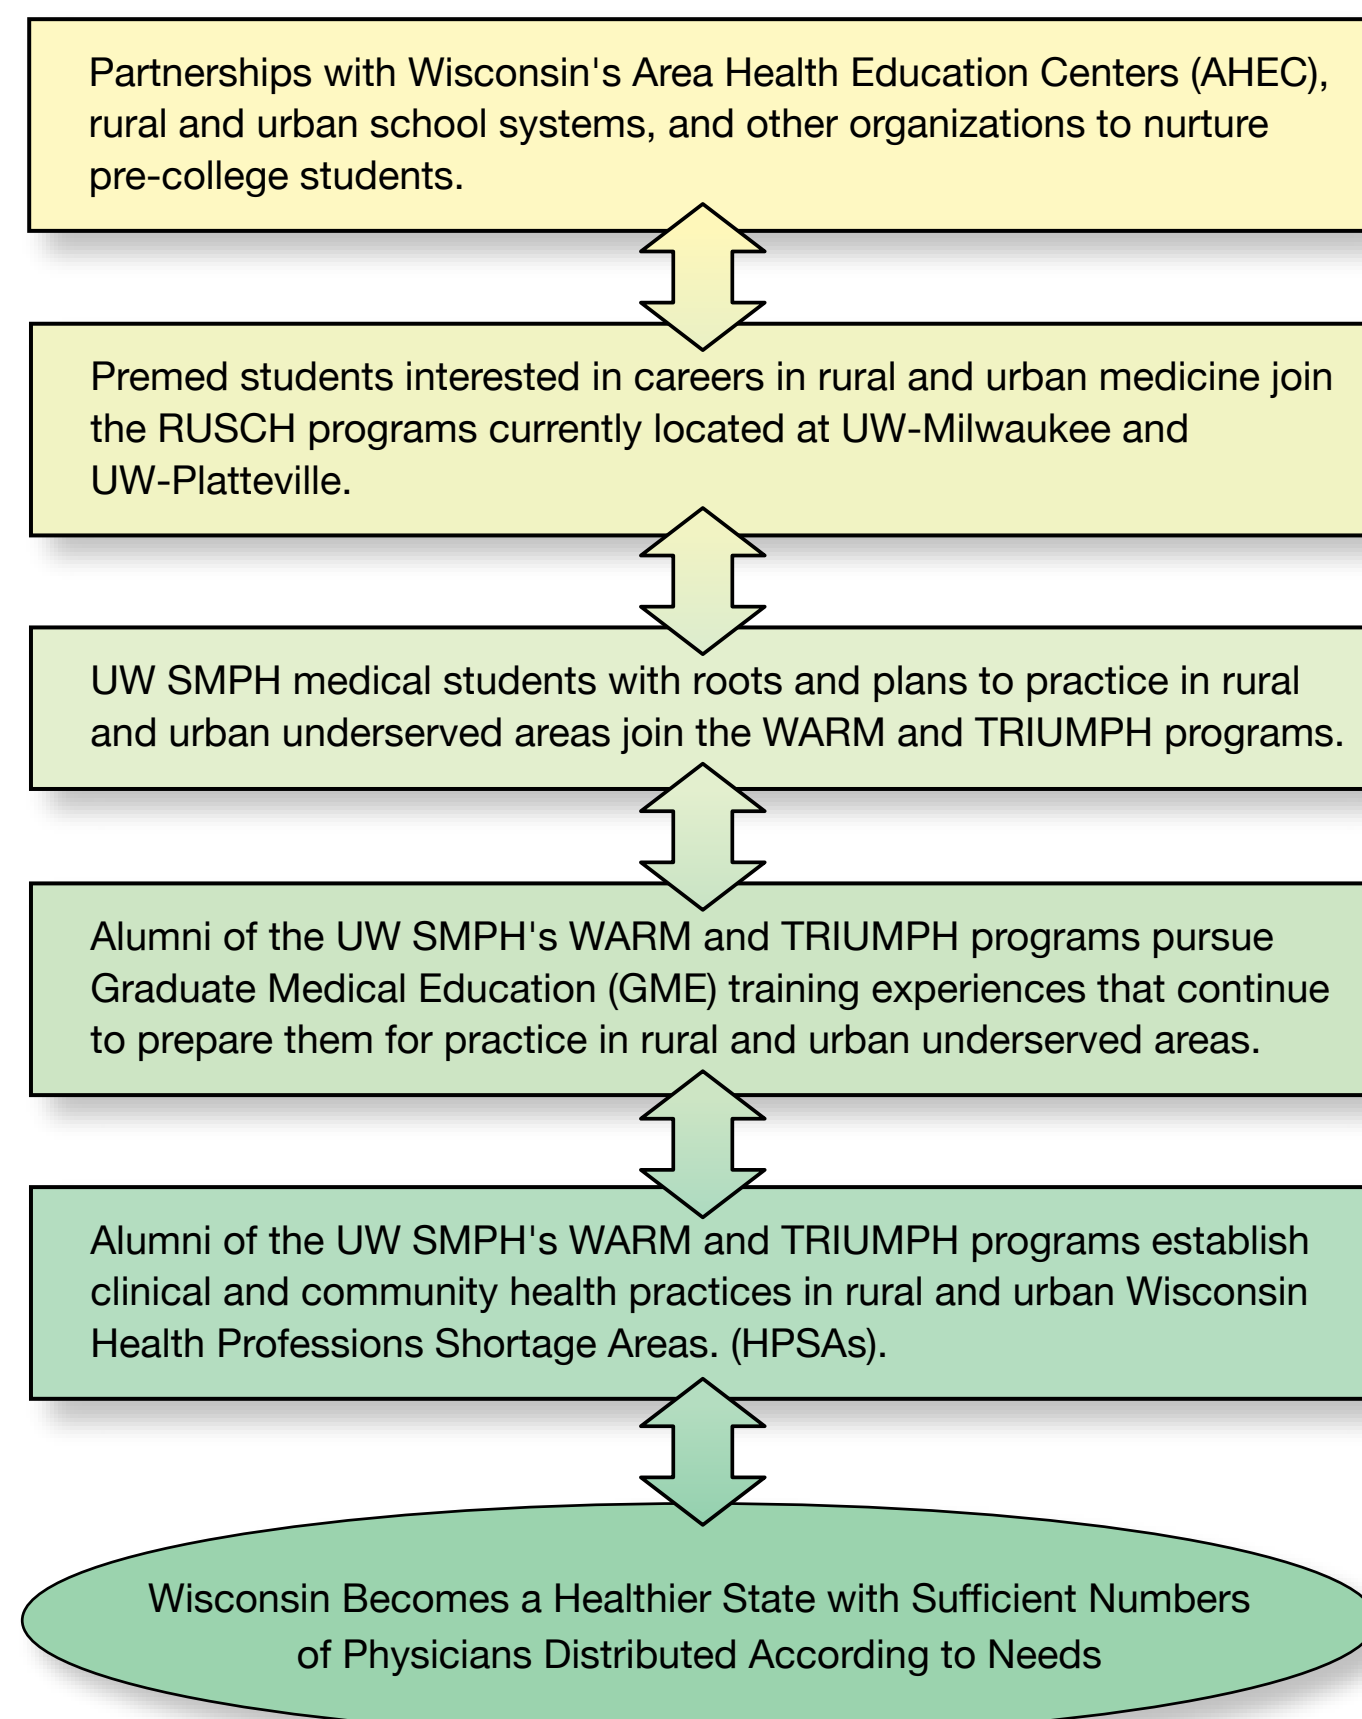 Partnerships with Wisconsin's Area Health Education Centers (AHEC),
rural and urban school systems, and other organizations to nurture
pre-college students.
Premed students interested in careers in rural and urban medicine join
the RUSCH programs currently located at UW-Milwaukee and
UW-Platteville.
UW SMPH medical students with roots and plans to practice in rural
and urban underserved areas join the WARM and TRIUMPH programs.
Alumni of the UW SMPH's WARM and TRIUMPH programs pursue
Graduate Medical Education (GME) training experiences that continue
to prepare them for practice in rural and urban underserved areas.
Alumni of the UW SMPH's WARM and TRIUMPH programs establish
clinical and community health practices in rural and urban Wisconsin
Health Professions Shortage Areas. (HPSAs).
Wisconsin Becomes a Healthier State with Sufficient Numbers
of Physicians Distributed According to Needs